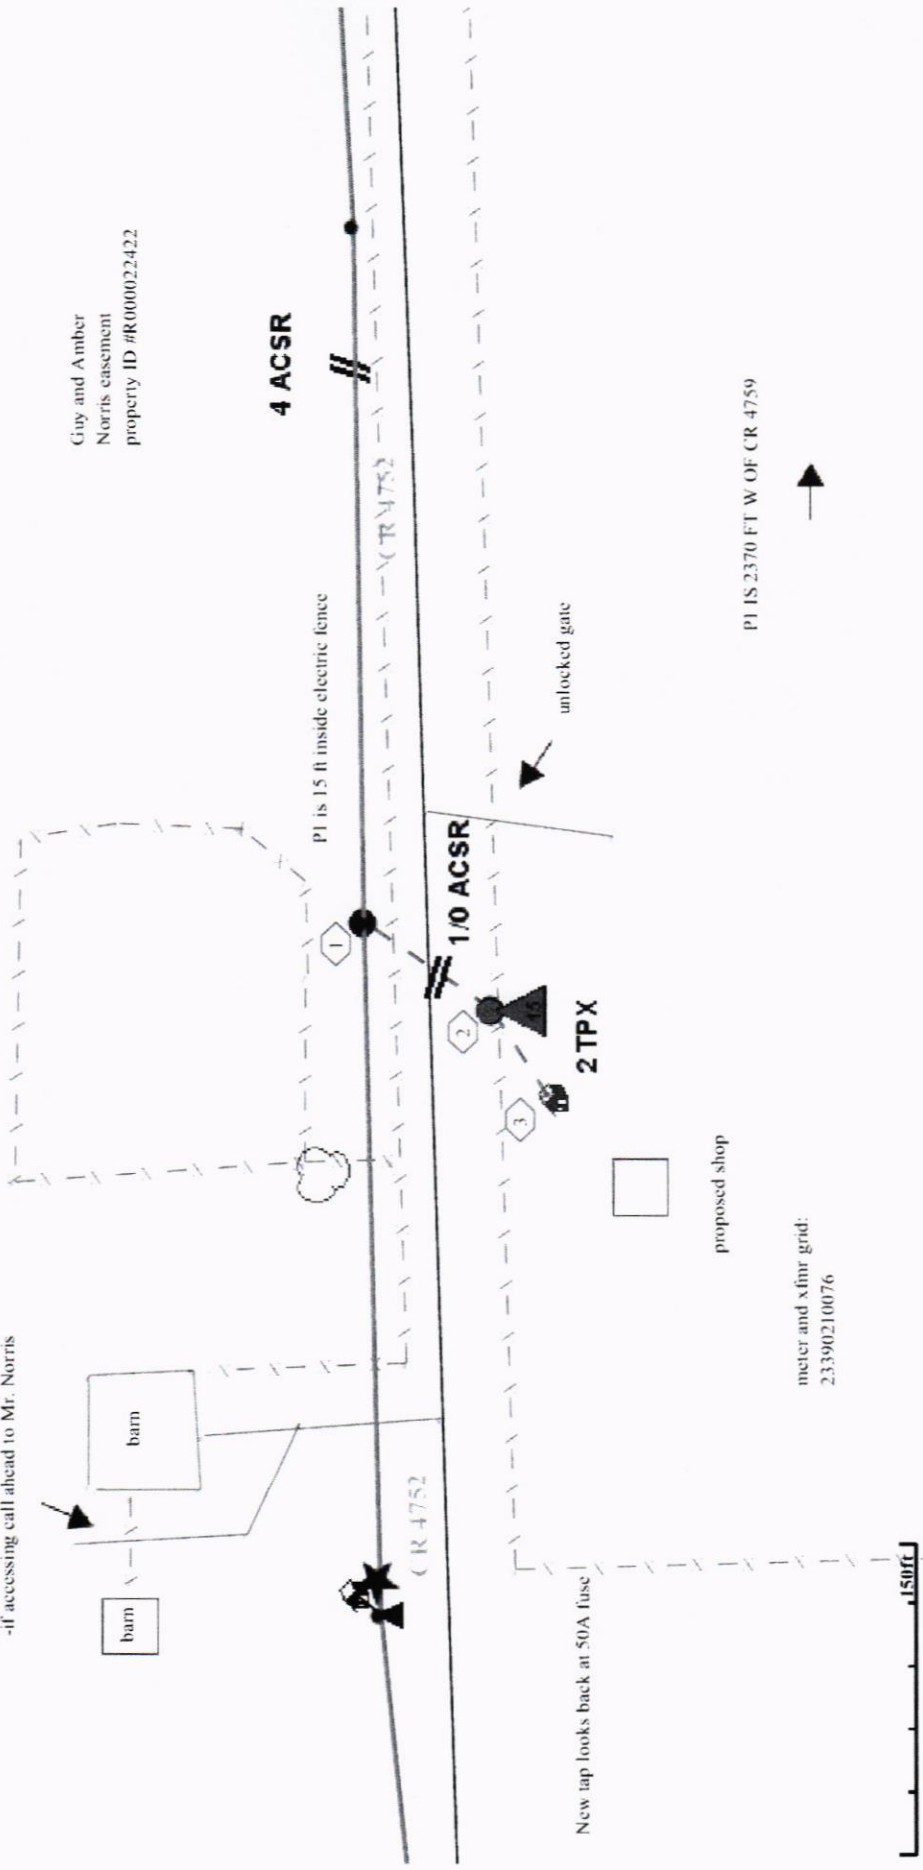 -if accessing call ahead to Mr. Norris
barn
barn
Guy and Amber
Norris easement
property ID #R000022422
4 ACSR
P1 is 15 ft inside electric fence
1
CR 4752
CR 4752
1/0 ACSR
2
15
2 TPX
3
unlocked gate
P1 IS 2370 FT W OF CR 4759
proposed shop
meter and xfmr grid:
23390210076
New tap looks back at 50A fuse
150ft